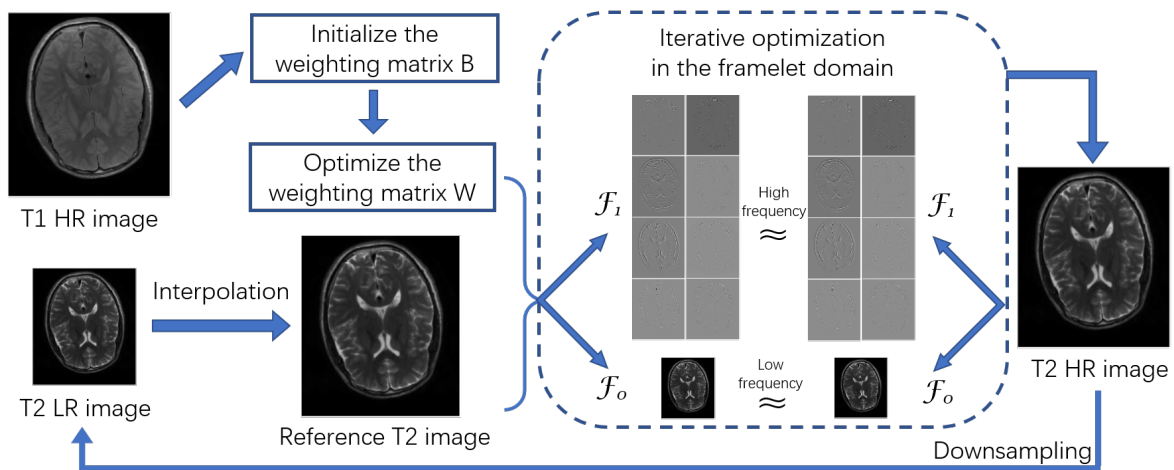 Initialize the
weighting matrix B
Optimize the
weighting matrix W
T1 HR image
Interpolation
T2 LR image
Reference T2 image
Iterative optimization
in the framelet domain
ℱ₁
High
frequency
≈
ℱ₁
ℱ₀
Low
frequency
≈
ℱ₀
T2 HR image
Downsampling